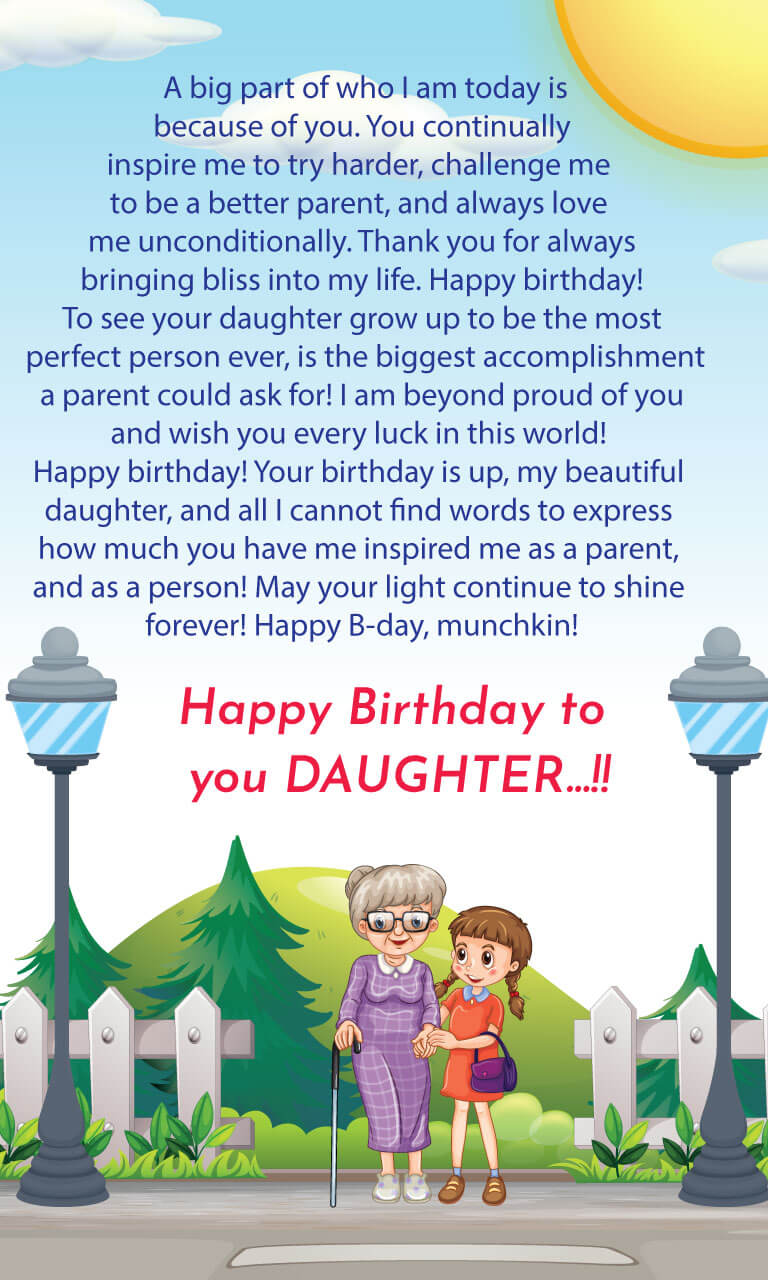 A big part of who I am today is
because of you. You continually
inspire me to try harder, challenge me
to be a better parent, and always love
me unconditionally. Thank you for always
bringing bliss into my life. Happy birthday!
To see your daughter grow up to be the most
perfect person ever, is the biggest accomplishment
a parent could ask for! I am beyond proud of you
and wish you every luck in this world!
Happy birthday! Your birthday is up, my beautiful
daughter, and all I cannot find words to express
how much you have me inspired me as a parent,
and as a person! May your light continue to shine
forever! Happy B-day, munchkin!
Happy Birthday to
you DAUGHTER...!!